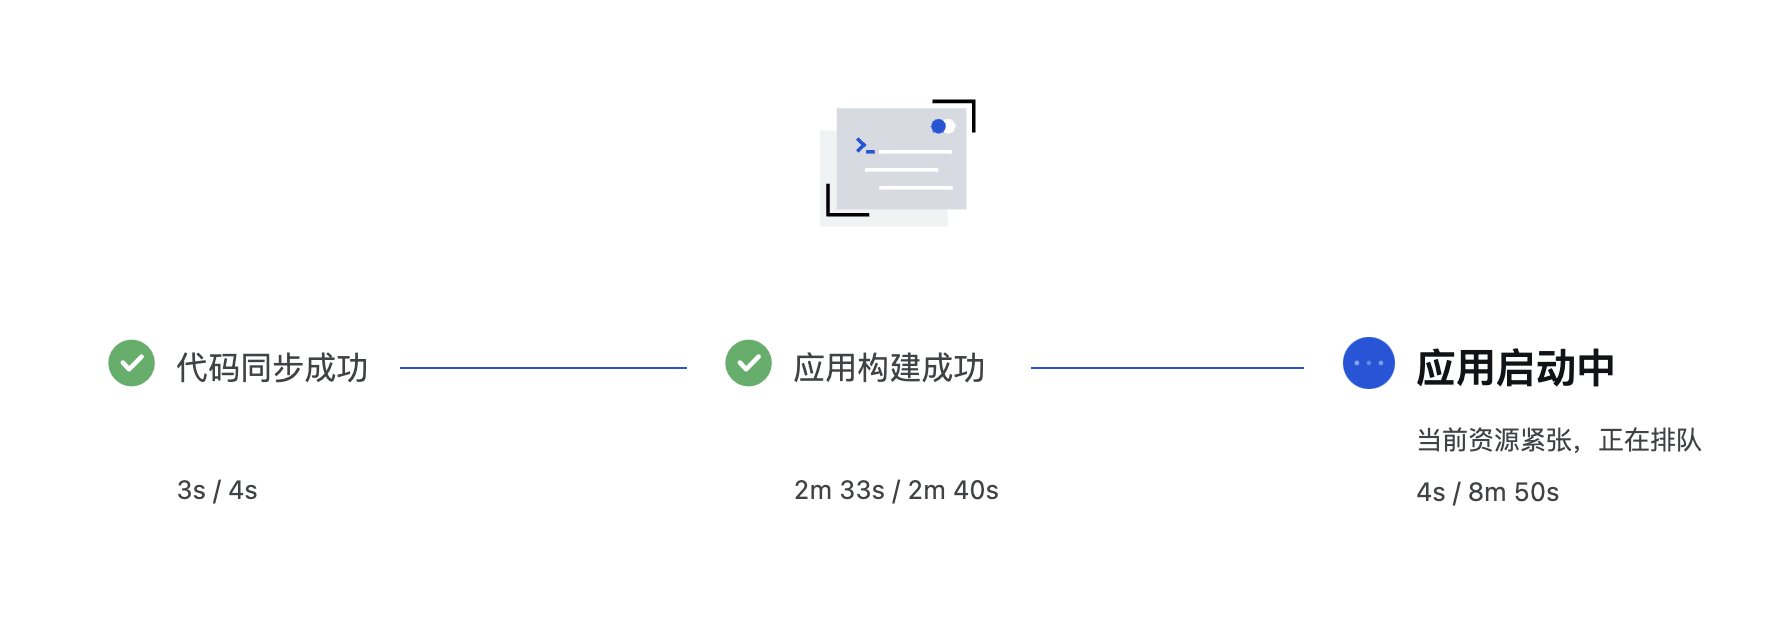 代码同步成功
3s / 4s
应用构建成功
2m 33s / 2m 40s
应用启动中
当前资源紧张，正在排队
4s / 8m 50s